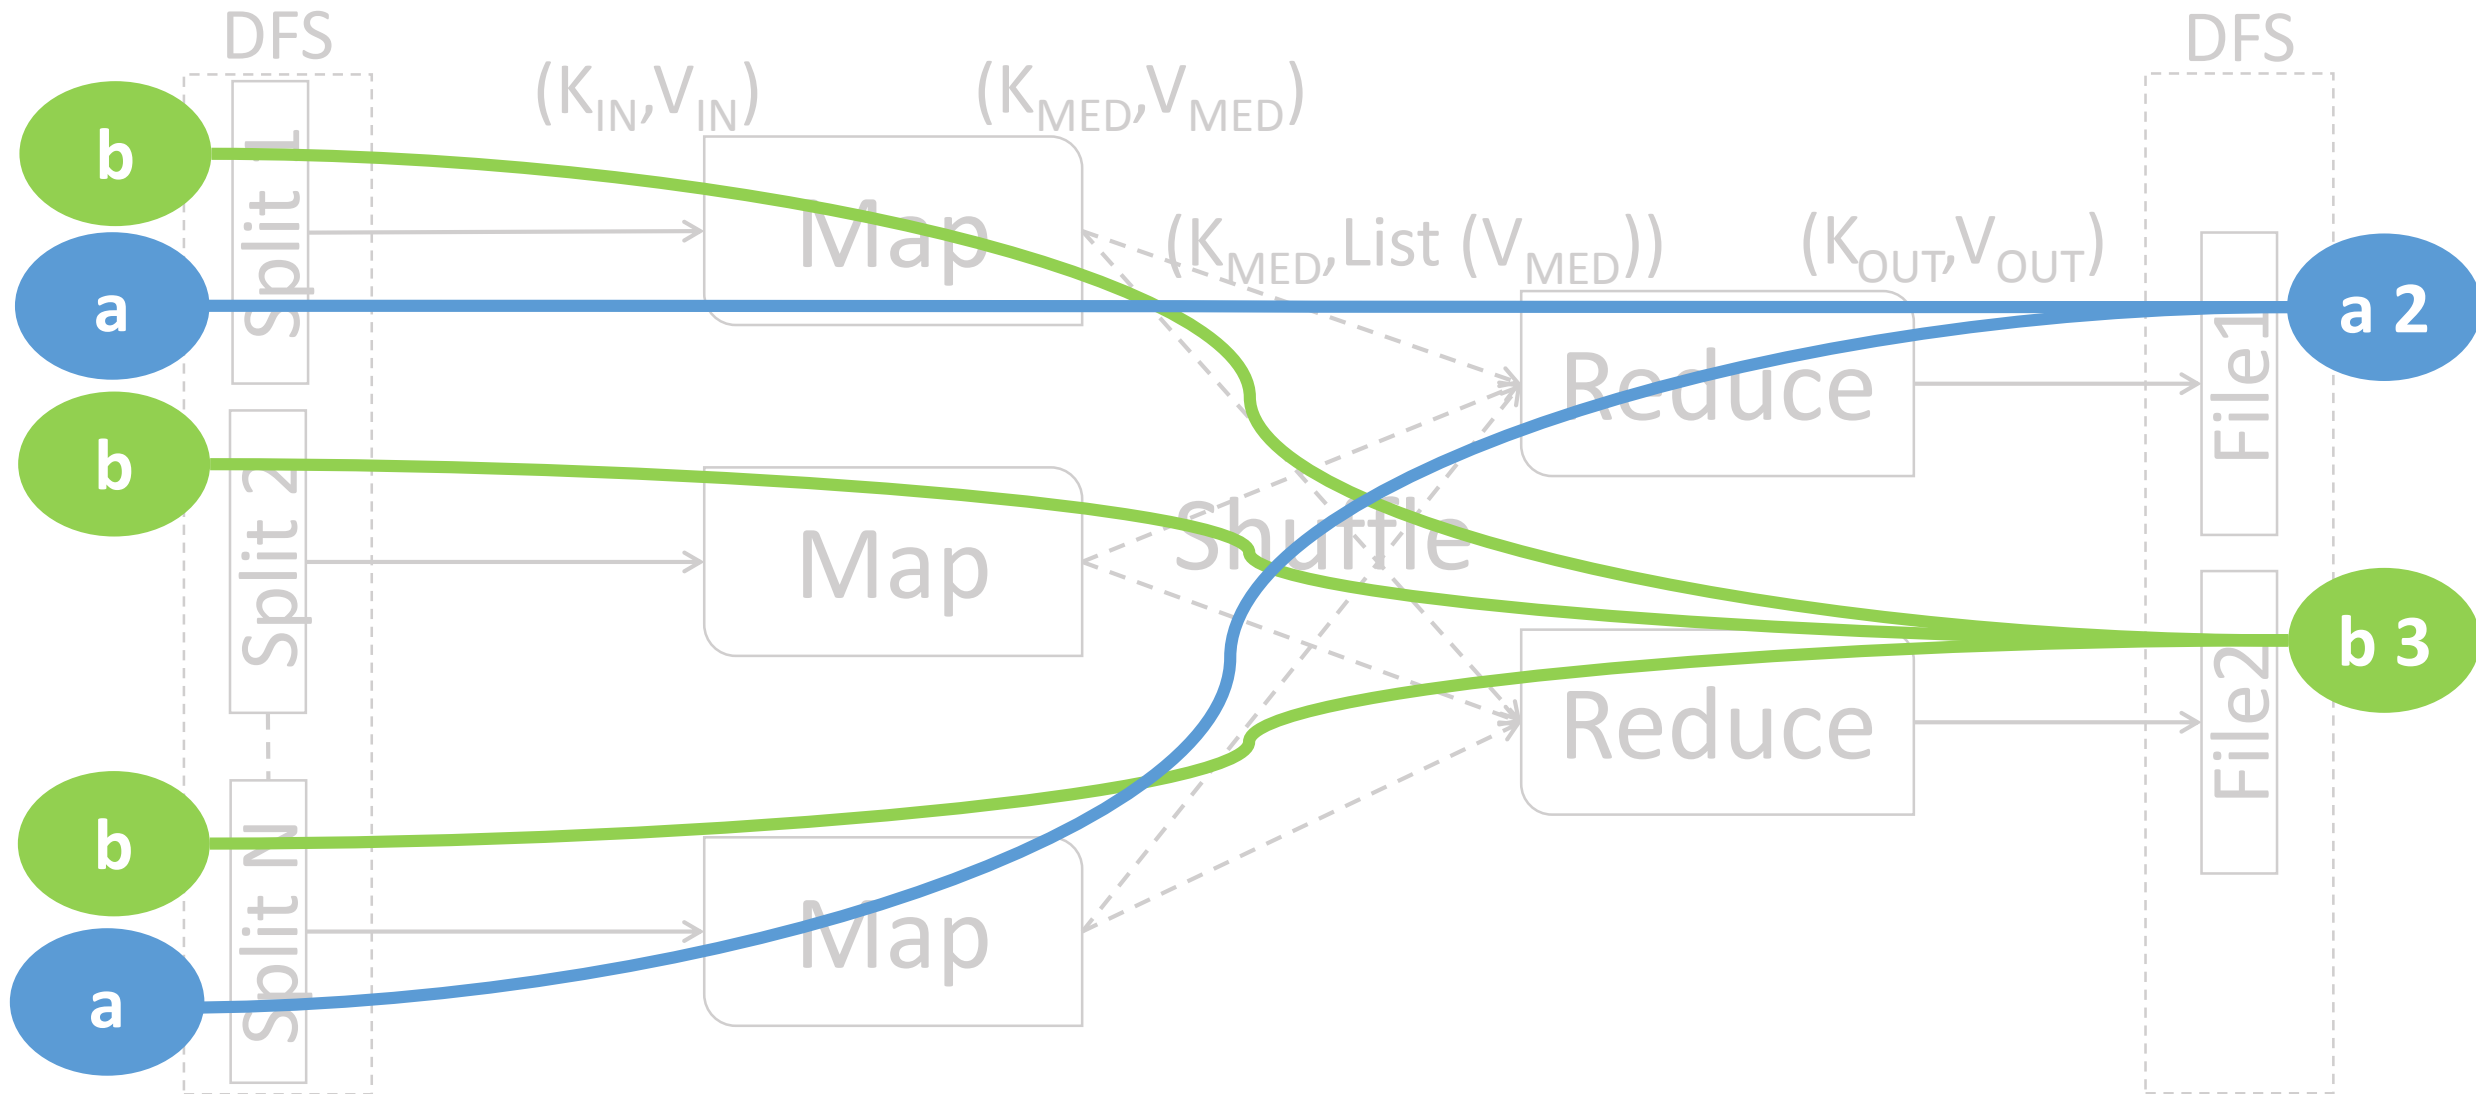 DFS
DFS
(K_IN,V_IN)
(K_MED,V_MED)
b
Split 1
Map
(K_MED,List (V_MED))
(K_OUT,V_OUT)
a
a 2
Reduce
File1
b
Split 2
Map
Shuffle
b 3
Reduce
File2
b
Split N
Map
a